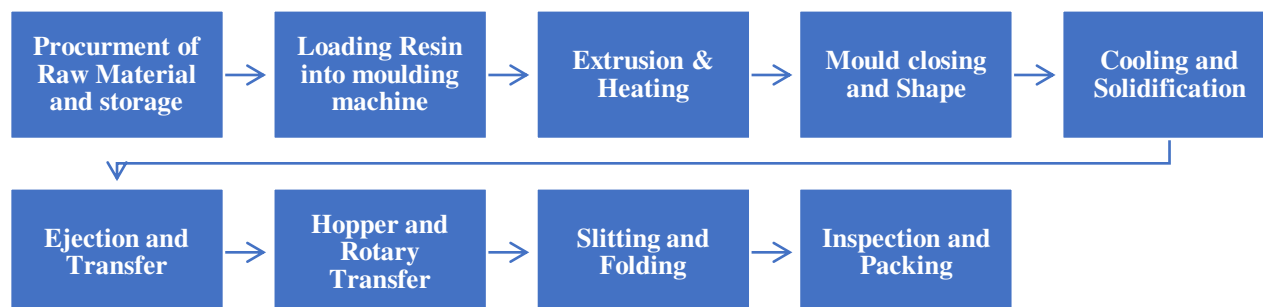 Procurment of
Raw Material
and storage
Loading Resin
into moulding
machine
Extrusion &
Heating
Mould closing
and Shape
Cooling and
Solidification
Ejection and
Transfer
Hopper and
Rotary
Transfer
Slitting and
Folding
Inspection and
Packing